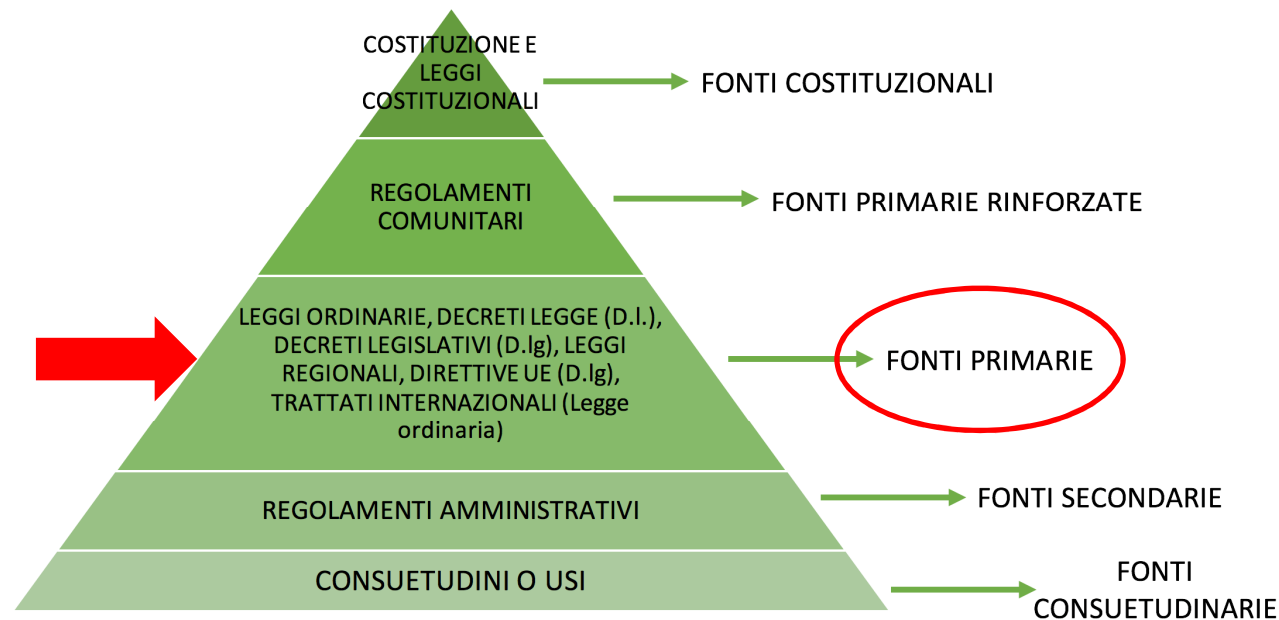 COSTITUZIONE E
LEGGI
COSTITUZIONALI
FONTI COSTITUZIONALI
REGOLAMENTI
COMUNITARI
FONTI PRIMARIE RINFORZATE
LEGGI ORDINARIE, DECRETI LEGGE (D.l.),
DECRETI LEGISLATIVI (D.lg), LEGGI
REGIONALI, DIRETTIVE UE (D.lg),
TRATTATI INTERNAZIONALI (Legge
ordinaria)
FONTI PRIMARIE
REGOLAMENTI AMMINISTRATIVI
FONTI SECONDARIE
CONSUETUDINI O USI
FONTI
CONSUETUDINARIE